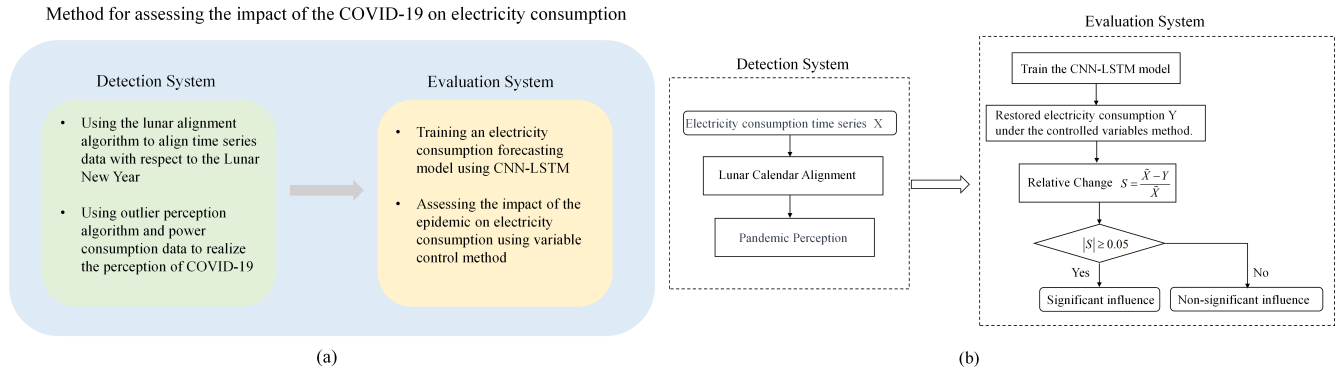 Method for assessing the impact of the COVID-19 on electricity consumption
Detection System
• Using the lunar alignment
algorithm to align time series
data with respect to the Lunar
New Year
• Using outlier perception
algorithm and power
consumption data to realize
the perception of COVID-19
Evaluation System
• Training an electricity
consumption forecasting
model using CNN-LSTM
• Assessing the impact of the
epidemic on electricity
consumption using variable
control method
(a)
Detection System
Electricity consumption time series X
Lunar Calendar Alignment
Pandemic Perception
Evaluation System
Train the CNN-LSTM model
Restored electricity consumption Y
under the controlled variables method.
Relative Change S = (X̃ − Y) / X̃
|S| ≥ 0.05
Yes
No
Significant influence
Non-significant influence
(b)